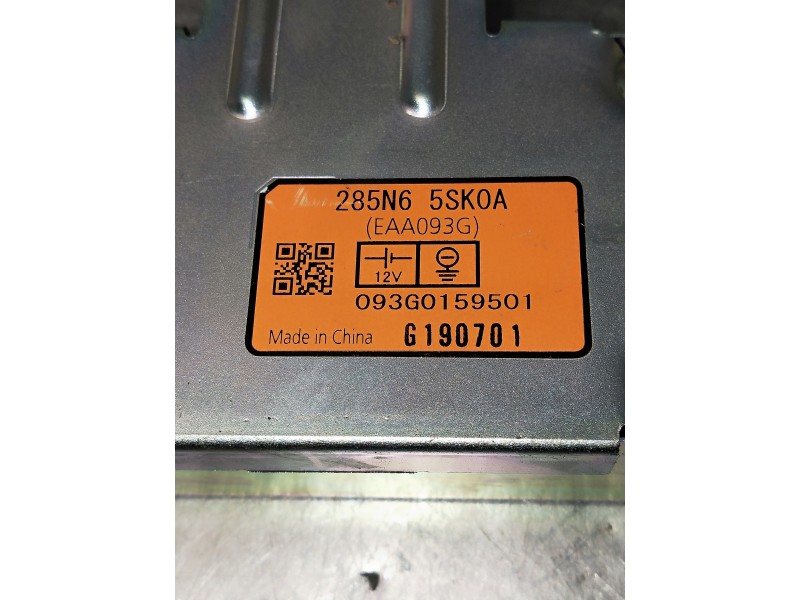 285N6 5SK0A
(EAA093G)
12V
093G0159501
Made in China G190701